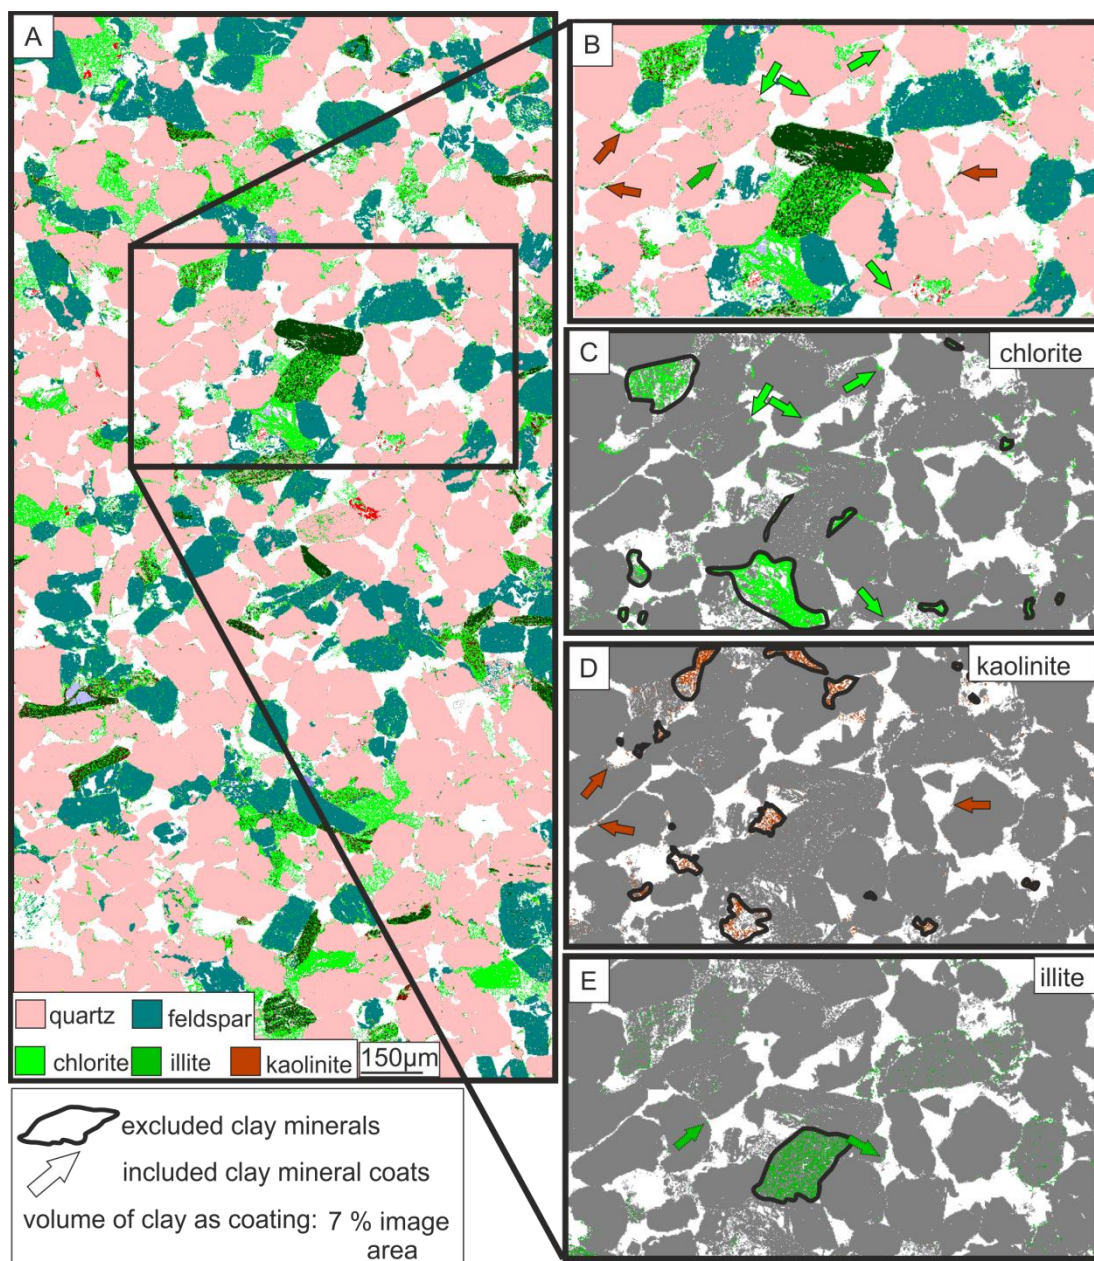 A
B
C
chlorite
D
kaolinite
E
illite
quartz feldspar
chlorite illite kaolinite 150µm
excluded clay minerals
included clay mineral coats
volume of clay as coating: 7 % image
area